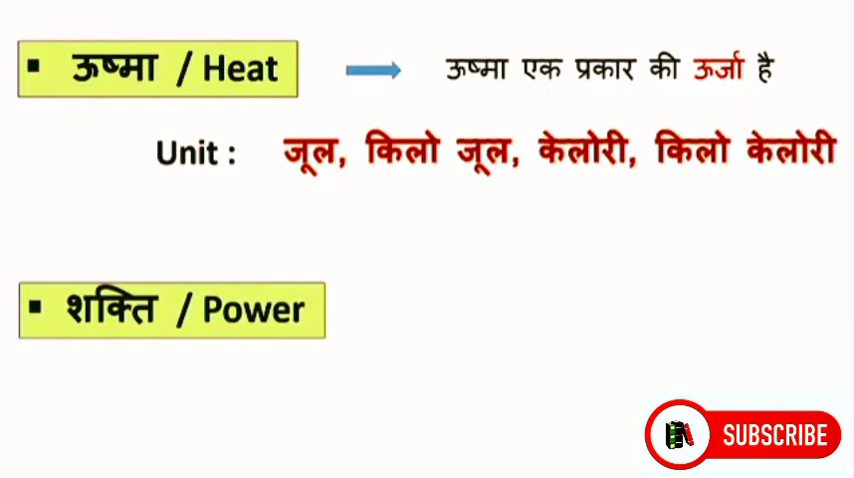 ▪ ऊष्मा / Heat ऊष्मा एक प्रकार की ऊर्जा है
Unit : जूल, किलो जूल, केलोरी, किलो केलोरी
▪ शक्ति / Power
SUBSCRIBE